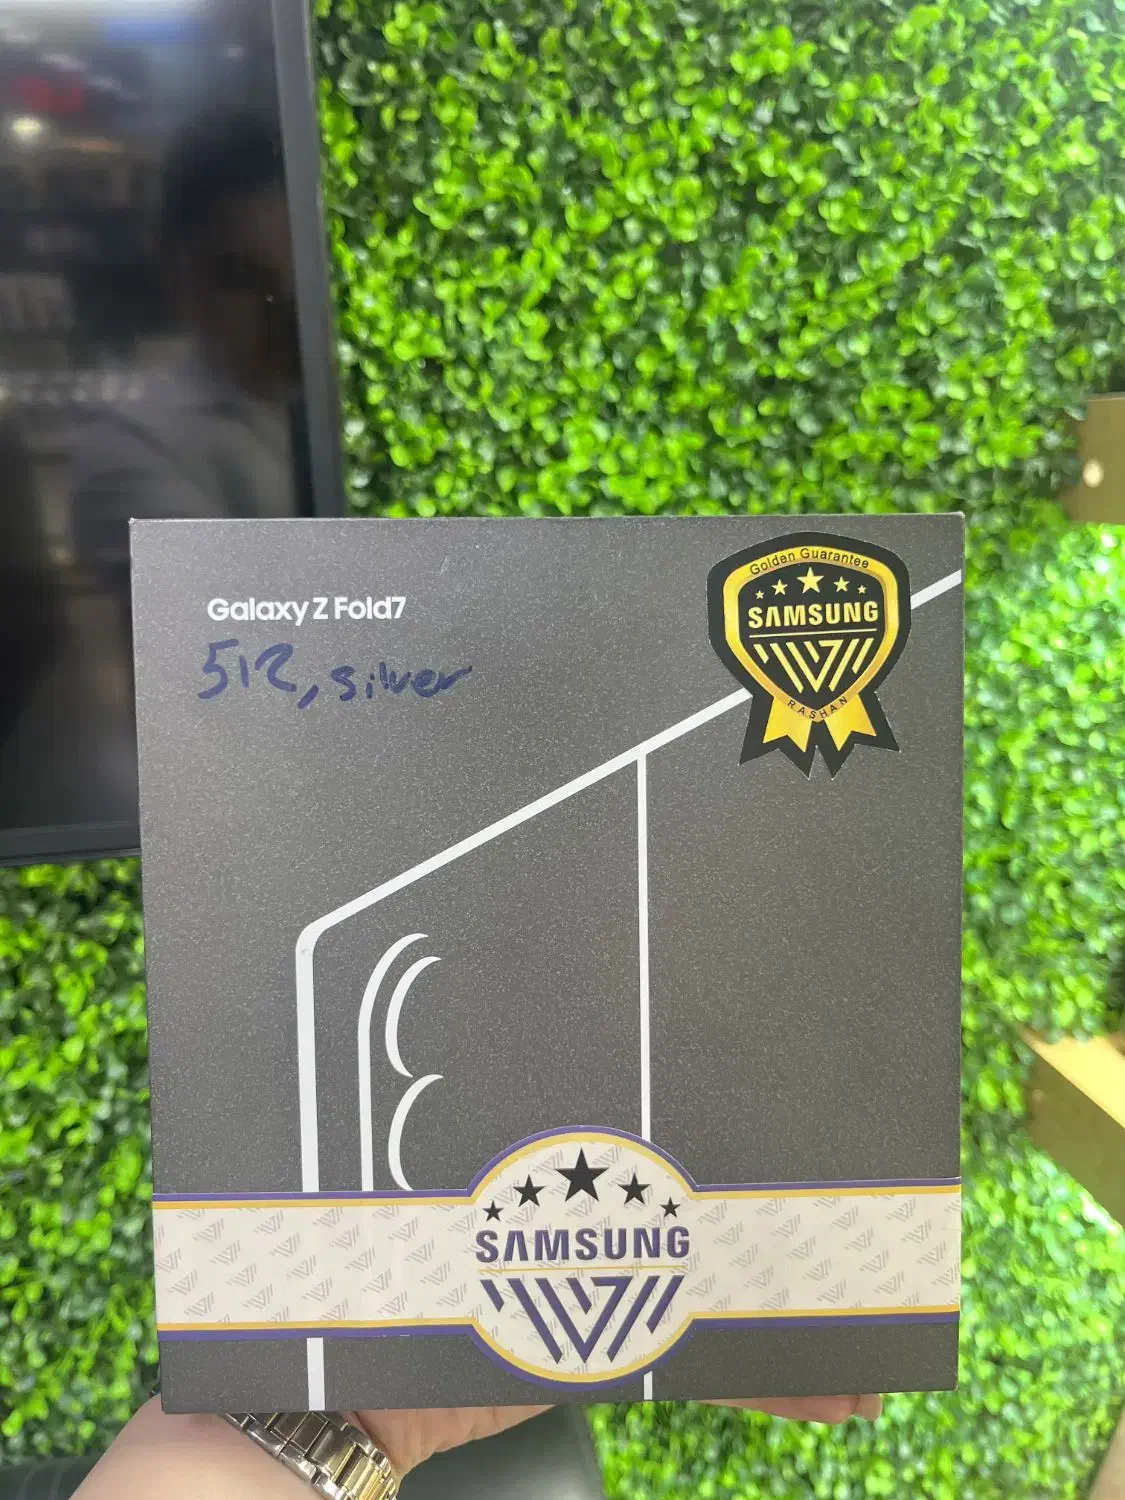 Galaxy Z Fold7
512, silver
Golden Guarantee
SAMSUNG
RASHAN
SAMSUNG